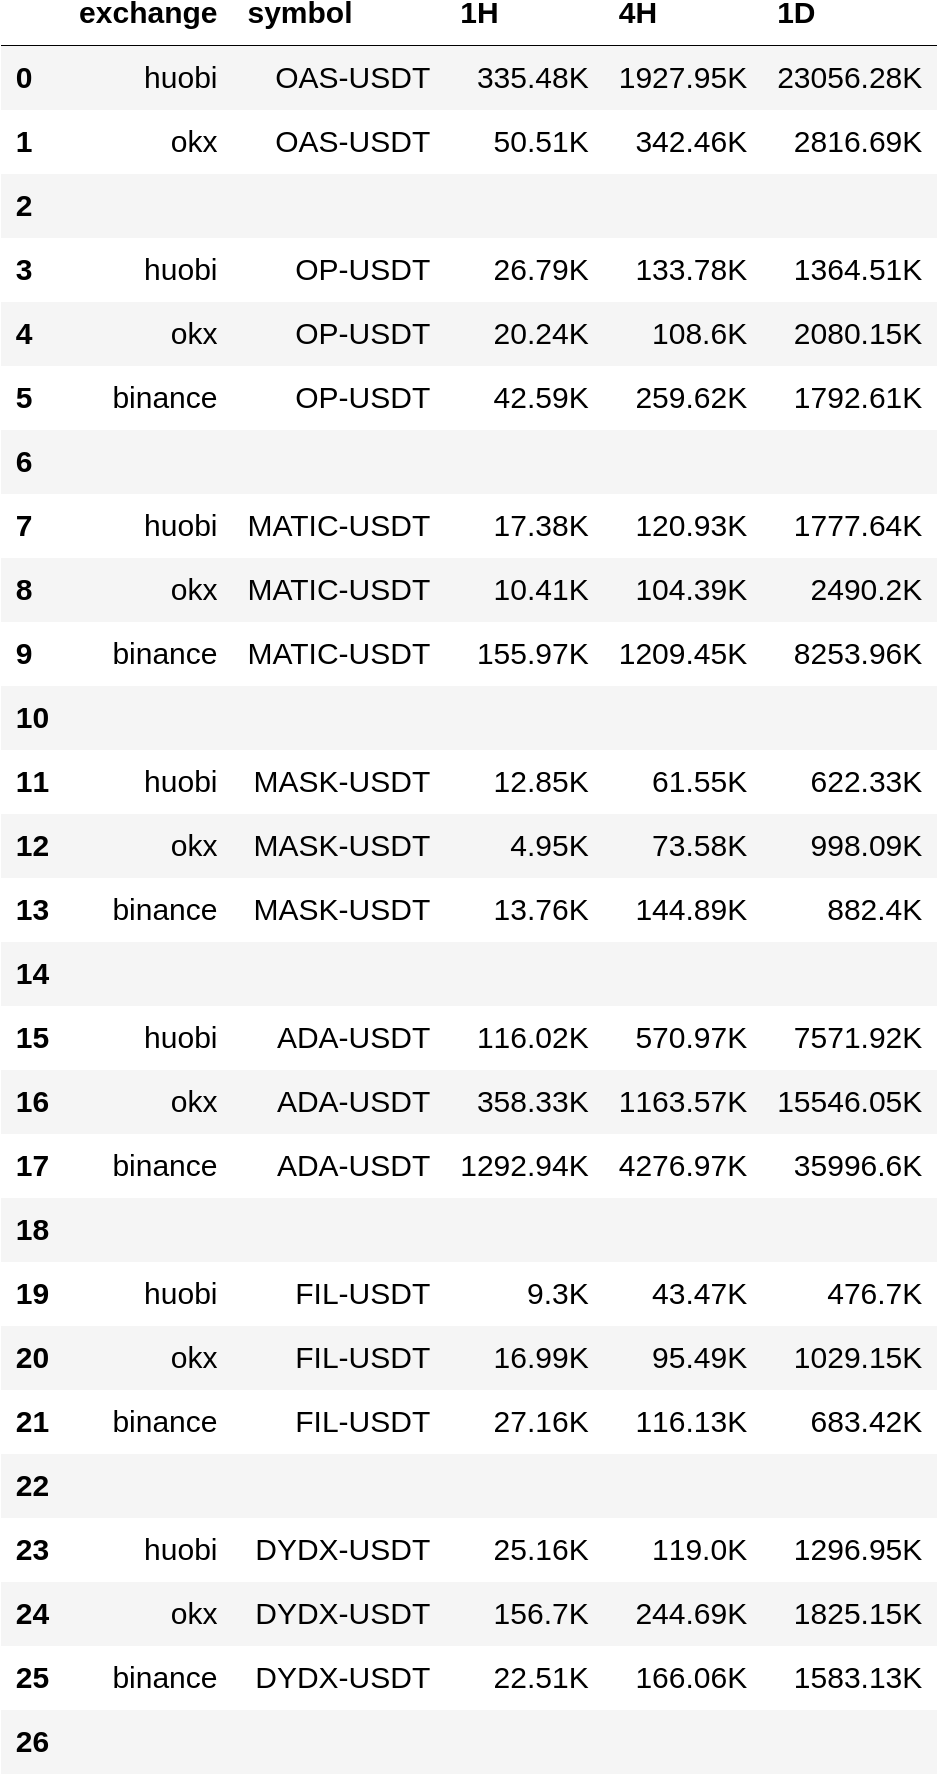 exchange symbol 1H 4H 1D
0 huobi OAS-USDT 335.48K 1927.95K 23056.28K
1 okx OAS-USDT 50.51K 342.46K 2816.69K
2
3 huobi OP-USDT 26.79K 133.78K 1364.51K
4 okx OP-USDT 20.24K 108.6K 2080.15K
5 binance OP-USDT 42.59K 259.62K 1792.61K
6
7 huobi MATIC-USDT 17.38K 120.93K 1777.64K
8 okx MATIC-USDT 10.41K 104.39K 2490.2K
9 binance MATIC-USDT 155.97K 1209.45K 8253.96K
10
11 huobi MASK-USDT 12.85K 61.55K 622.33K
12 okx MASK-USDT 4.95K 73.58K 998.09K
13 binance MASK-USDT 13.76K 144.89K 882.4K
14
15 huobi ADA-USDT 116.02K 570.97K 7571.92K
16 okx ADA-USDT 358.33K 1163.57K 15546.05K
17 binance ADA-USDT 1292.94K 4276.97K 35996.6K
18
19 huobi FIL-USDT 9.3K 43.47K 476.7K
20 okx FIL-USDT 16.99K 95.49K 1029.15K
21 binance FIL-USDT 27.16K 116.13K 683.42K
22
23 huobi DYDX-USDT 25.16K 119.0K 1296.95K
24 okx DYDX-USDT 156.7K 244.69K 1825.15K
25 binance DYDX-USDT 22.51K 166.06K 1583.13K
26